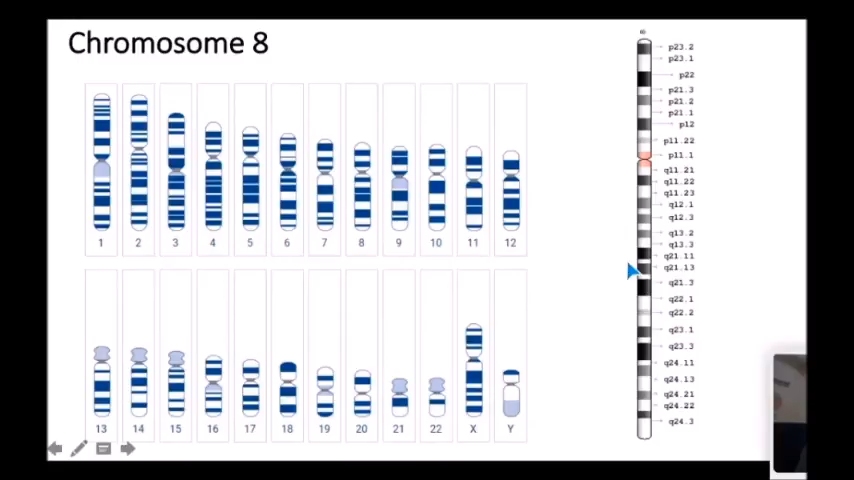 Chromosome 8
1 2 3 4 5 6 7 8 9 10 11 12
13 14 15 16 17 18 19 20 21 22 X Y
p23.2
p23.1
p22
p21.3
p21.2
p21.1
p12
p11.22
p11.1
q11.21
q11.22
q11.23
q12.1
q12.3
q13.2
q13.3
q21.11
q21.13
q21.3
q22.1
q22.2
q23.1
q23.3
q24.11
q24.13
q24.21
q24.22
q24.3